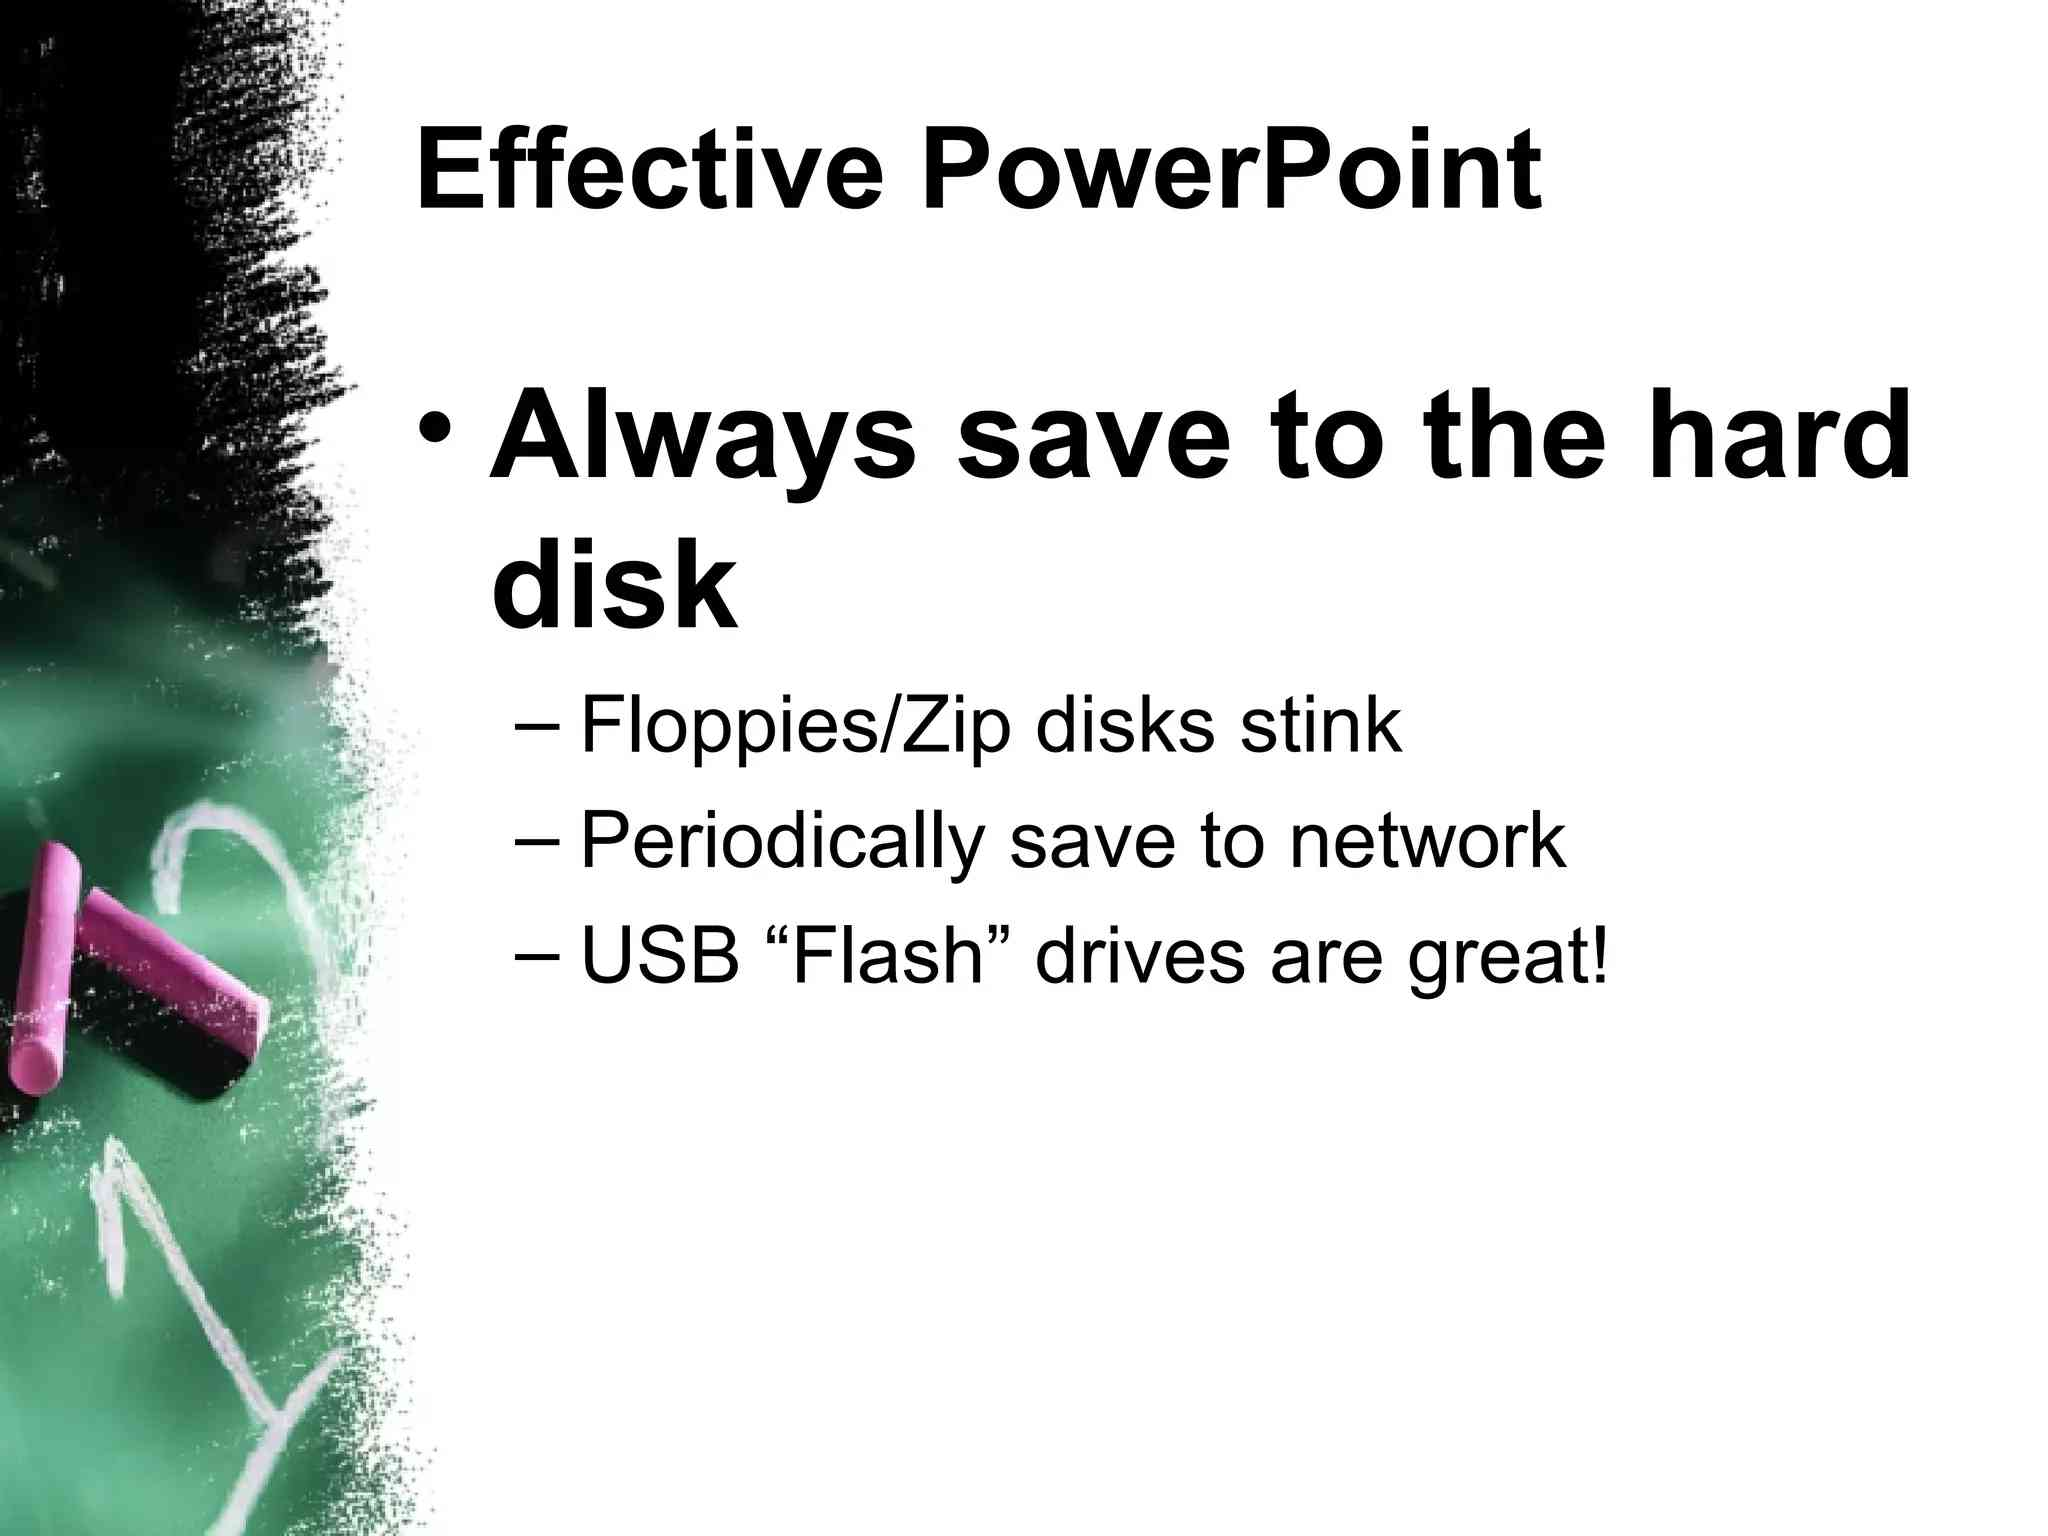 Effective PowerPoint
• Always save to the hard
disk
– Floppies/Zip disks stink
– Periodically save to network
– USB “Flash” drives are great!